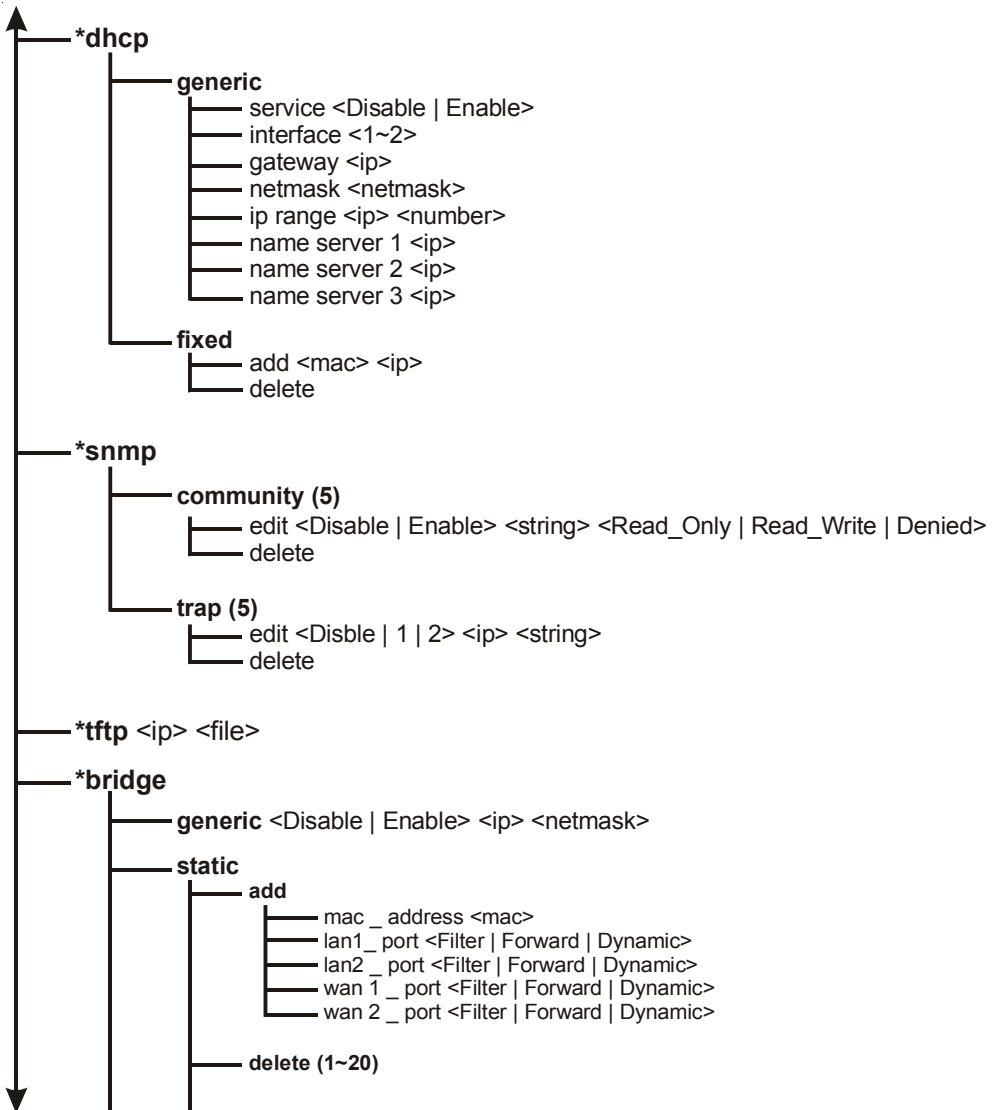 *dhcp
generic
service <Disable | Enable>
interface <1~2>
gateway <ip>
netmask <netmask>
ip range <ip> <number>
name server 1 <ip>
name server 2 <ip>
name server 3 <ip>
fixed
add <mac> <ip>
delete
*snmp
community (5)
edit <Disable | Enable> <string> <Read_Only | Read_Write | Denied>
delete
trap (5)
edit <Disble | 1 | 2> <ip> <string>
delete
*tftp <ip> <file>
*bridge
generic <Disable | Enable> <ip> <netmask>
static
add
mac _ address <mac>
lan1_ port <Filter | Forward | Dynamic>
lan2 _ port <Filter | Forward | Dynamic>
wan 1 _ port <Filter | Forward | Dynamic>
wan 2 _ port <Filter | Forward | Dynamic>
delete (1~20)